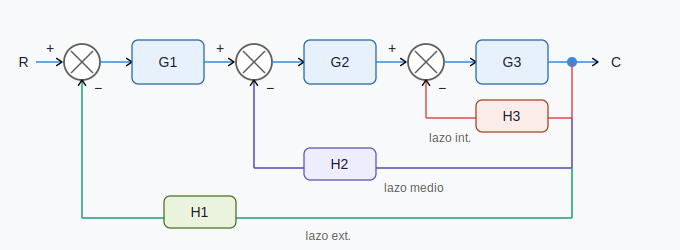 R + G1 + G2 + G3 C
− − −
H3
lazo int.
H2
lazo medio
H1
lazo ext.